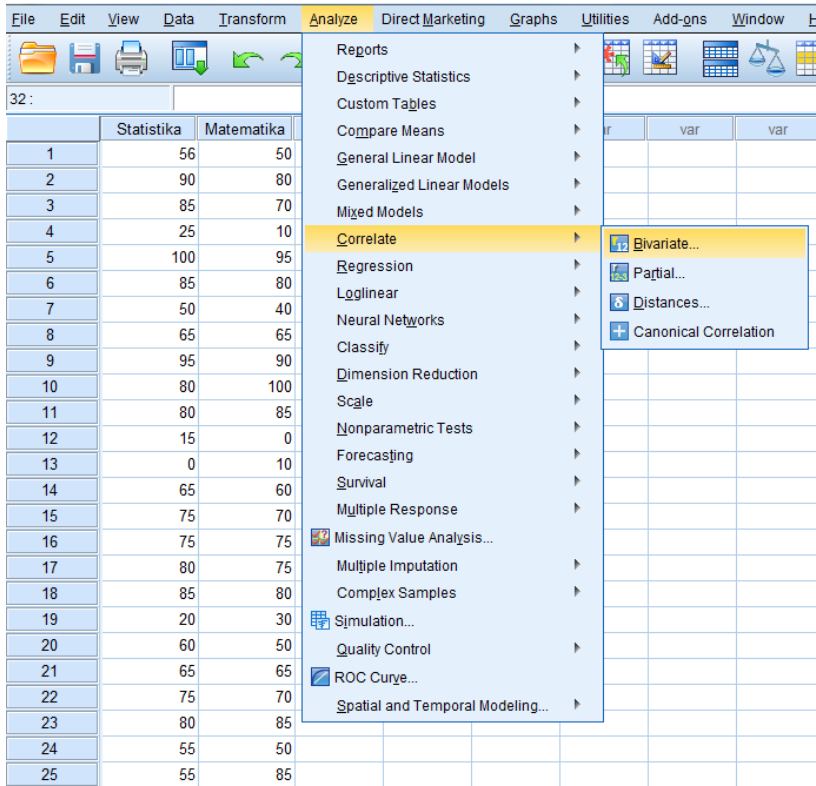 File Edit View Data Transform Analyze Direct Marketing Graphs Utilities Add-ons Window H
32 :
Statistika Matematika var var var
1 56 50
2 90 80
3 85 70
4 25 10
5 100 95
6 85 80
7 50 40
8 65 65
9 95 90
10 80 100
11 80 85
12 15 0
13 0 10
14 65 60
15 75 70
16 75 75
17 80 75
18 85 80
19 20 30
20 60 50
21 65 65
22 75 70
23 80 85
24 55 50
25 55 85
Reports
Descriptive Statistics
Custom Tables
Compare Means
General Linear Model
Generalized Linear Models
Mixed Models
Correlate
Regression
Loglinear
Neural Networks
Classify
Dimension Reduction
Scale
Nonparametric Tests
Forecasting
Survival
Multiple Response
Missing Value Analysis...
Multiple Imputation
Complex Samples
Simulation...
Quality Control
ROC Curve...
Spatial and Temporal Modeling...
Bivariate...
Partial...
Distances...
Canonical Correlation